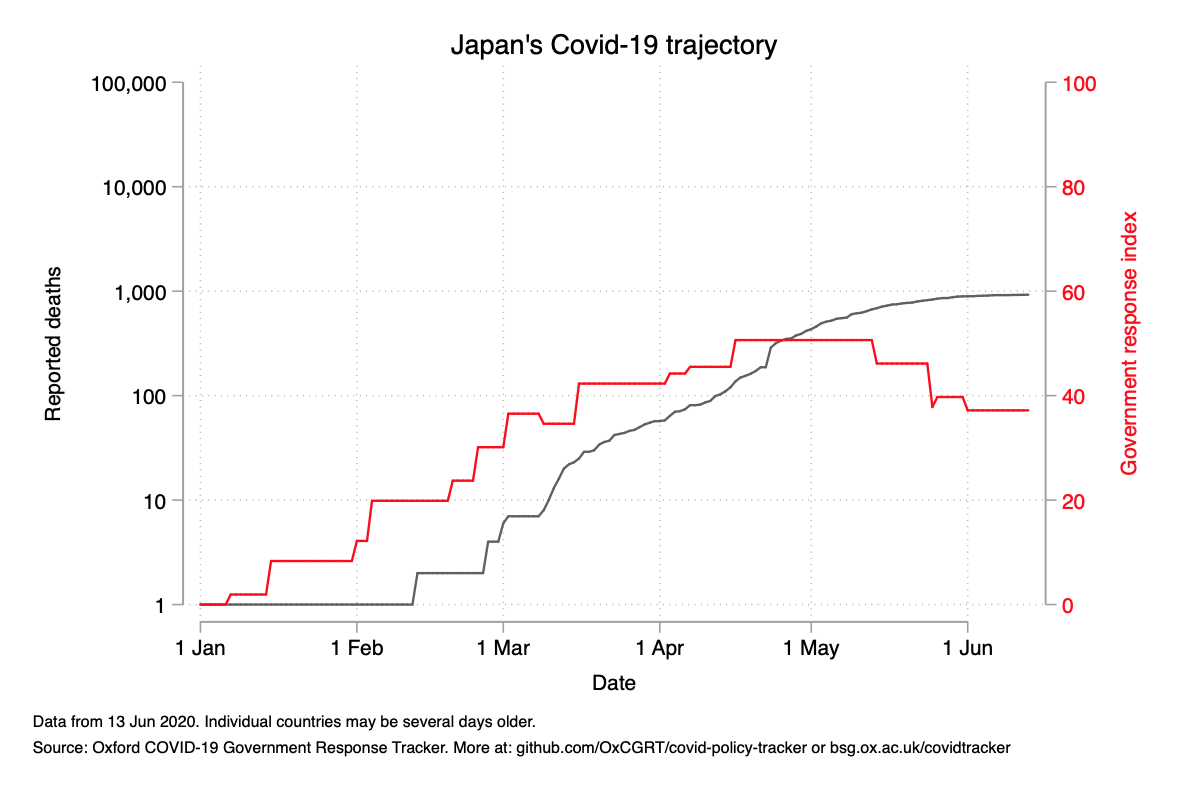 Japan's Covid-19 trajectory
100,000
10,000
1,000
100
10
1
Reported deaths
100
80
60
40
20
0
Government response index
1 Jan 1 Feb 1 Mar 1 Apr 1 May 1 Jun
Date
Data from 13 Jun 2020. Individual countries may be several days older.
Source: Oxford COVID-19 Government Response Tracker. More at: github.com/OxCGRT/covid-policy-tracker or bsg.ox.ac.uk/covidtracker